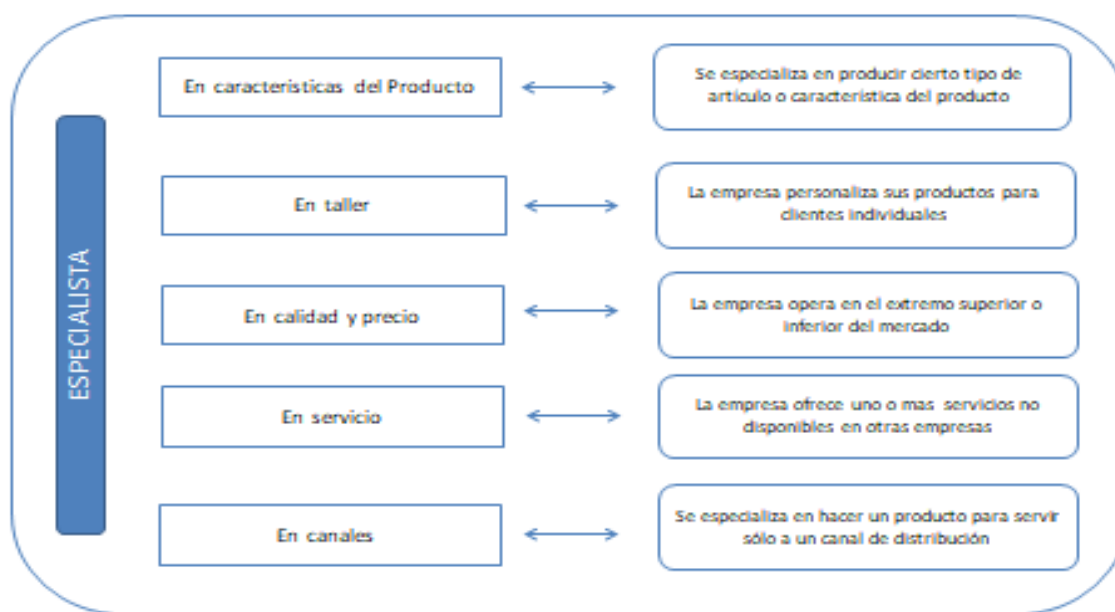 ESPECIALISTA
En características del Producto
Se especializa en producir cierto tipo de
artículo o característica del producto
En taller
La empresa personaliza sus productos para
clientes individuales
En calidad y precio
La empresa opera en el extremo superior o
inferior del mercado
En servicio
La empresa ofrece uno o mas servicios no
disponibles en otras empresas
En canales
Se especializa en hacer un producto para servir
sólo a un canal de distribución